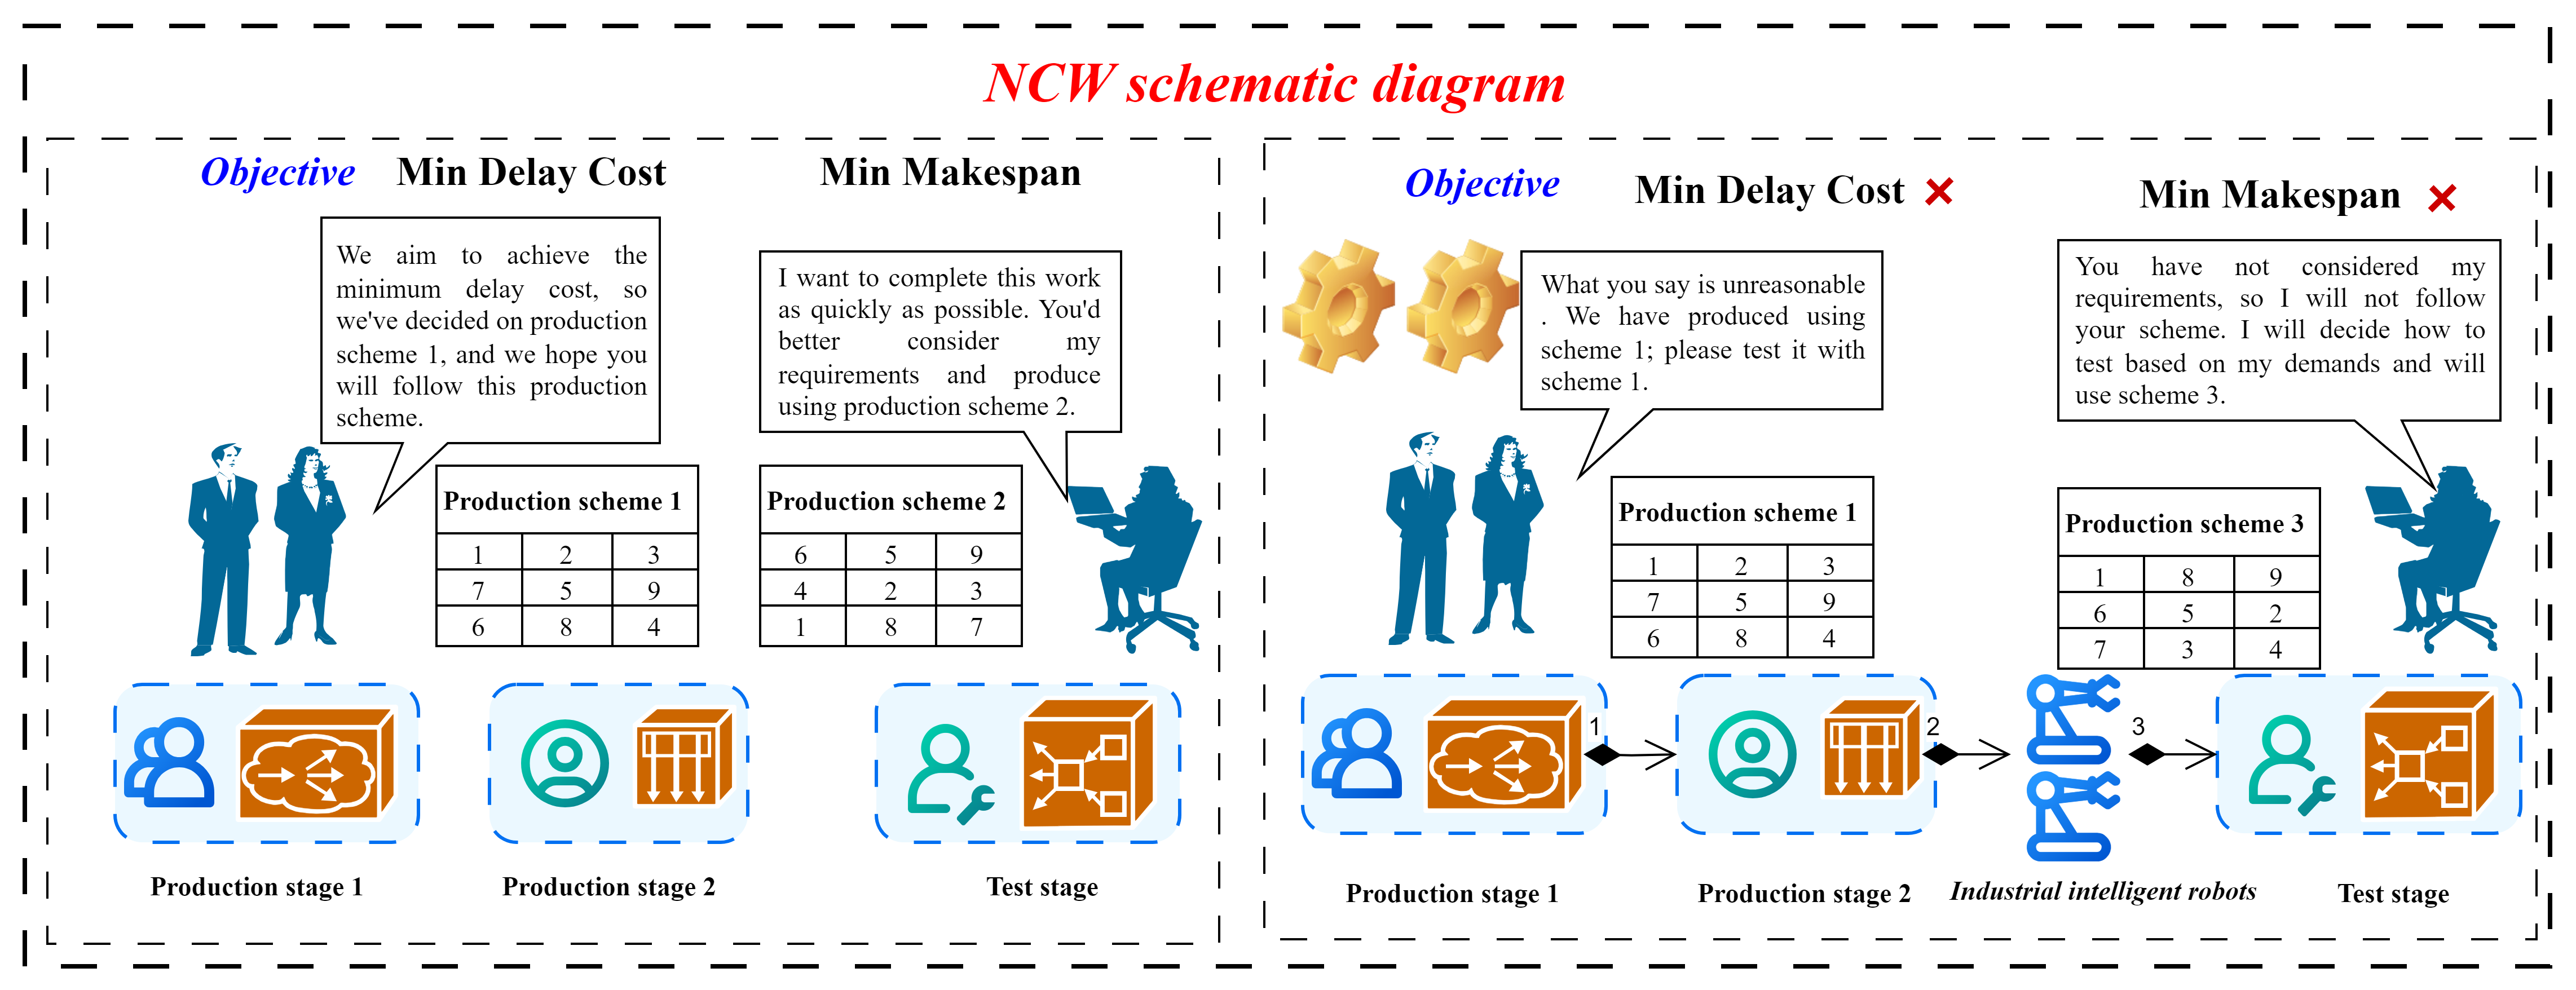 NCW schematic diagram
Objective Min Delay Cost Min Makespan
We aim to achieve the
minimum delay cost, so
we've decided on production
scheme 1, and we hope you
will follow this production
scheme.
I want to complete this work
as quickly as possible. You'd
better consider my
requirements and produce
using production scheme 2.
Production scheme 1
1 2 3
7 5 9
6 8 4
Production scheme 2
6 5 9
4 2 3
1 8 7
Production stage 1
Production stage 2
Test stage
Objective Min Delay Cost Min Makespan
What you say is unreasonable
. We have produced using
scheme 1; please test it with
scheme 1.
You have not considered my
requirements, so I will not follow
your scheme. I will decide how to
test based on my demands and will
use scheme 3.
Production scheme 1
1 2 3
7 5 9
6 8 4
Production scheme 3
1 8 9
6 5 2
7 3 4
1
2
3
Production stage 1
Production stage 2
Industrial intelligent robots
Test stage